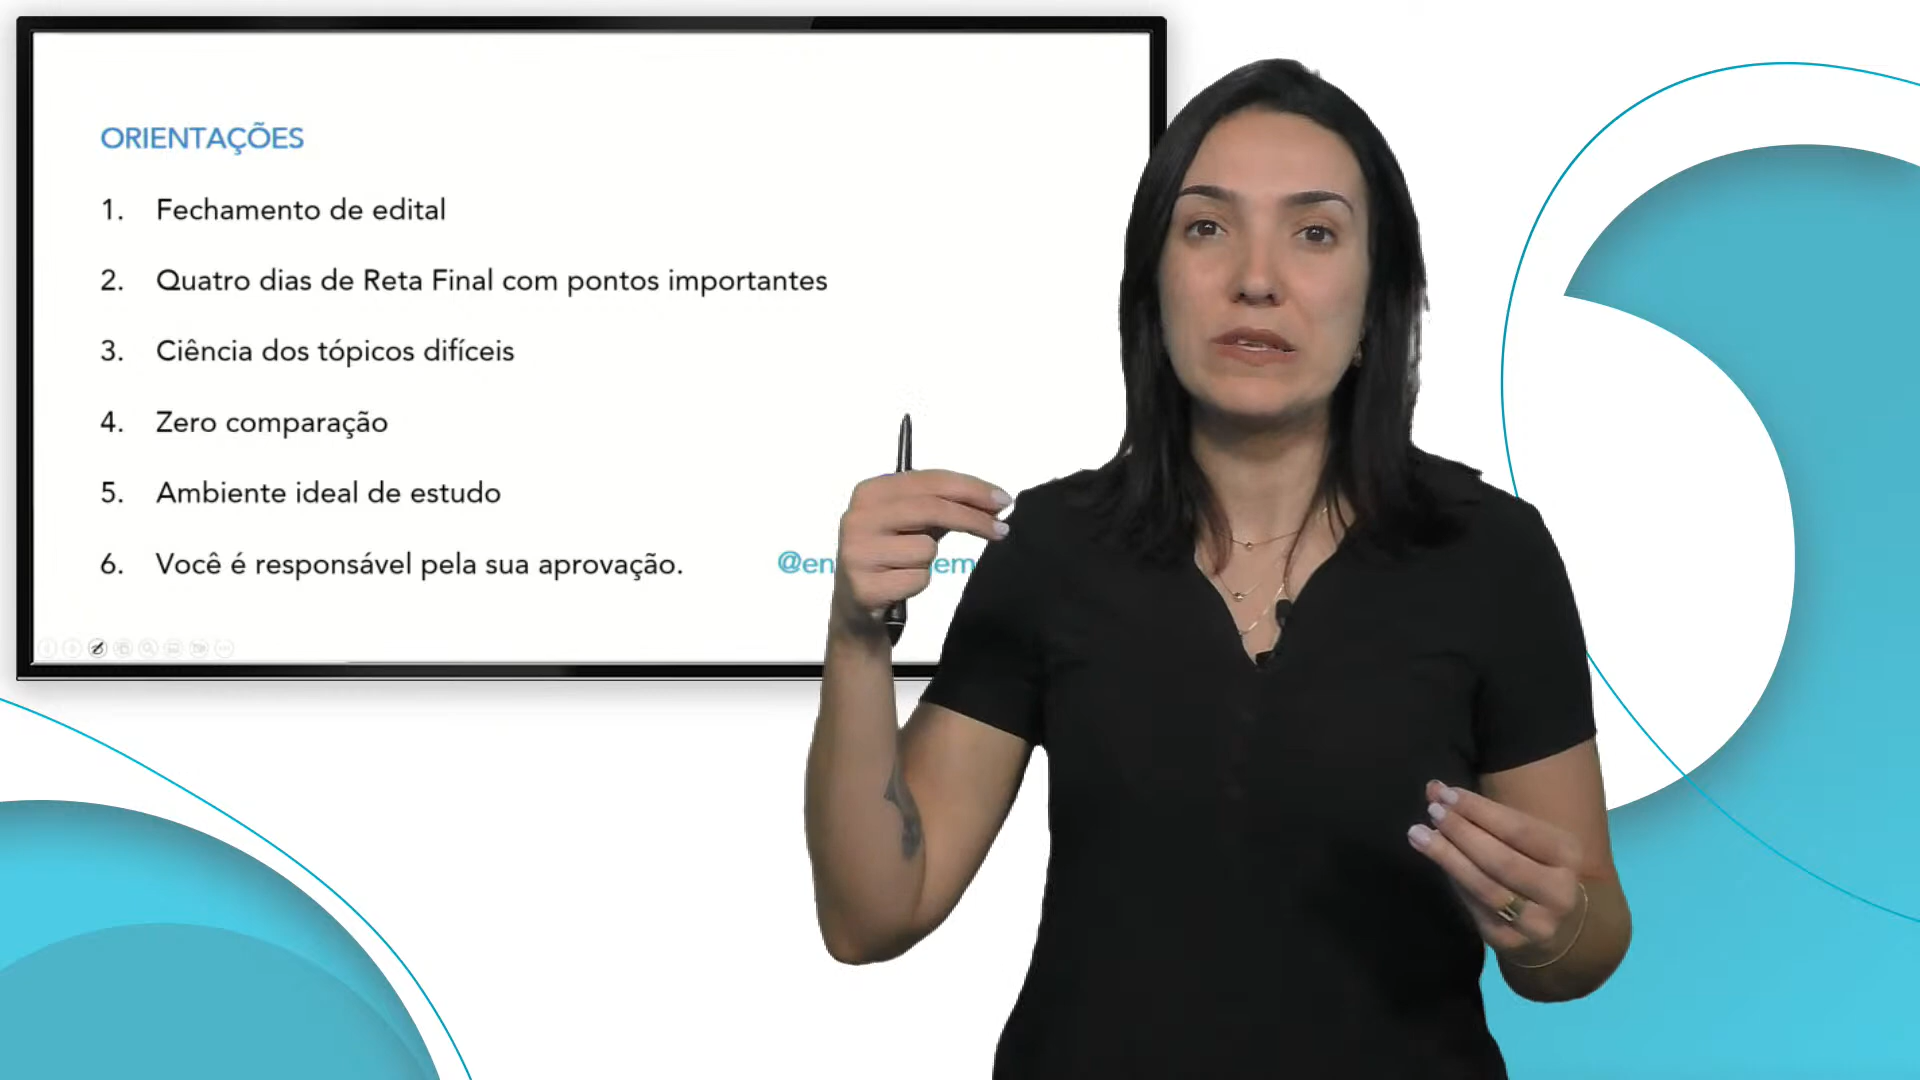 ORIENTAÇÕES
1. Fechamento de edital
2. Quatro dias de Reta Final com pontos importantes
3. Ciência dos tópicos difíceis
4. Zero comparação
5. Ambiente ideal de estudo
6. Você é responsável pela sua aprovação.